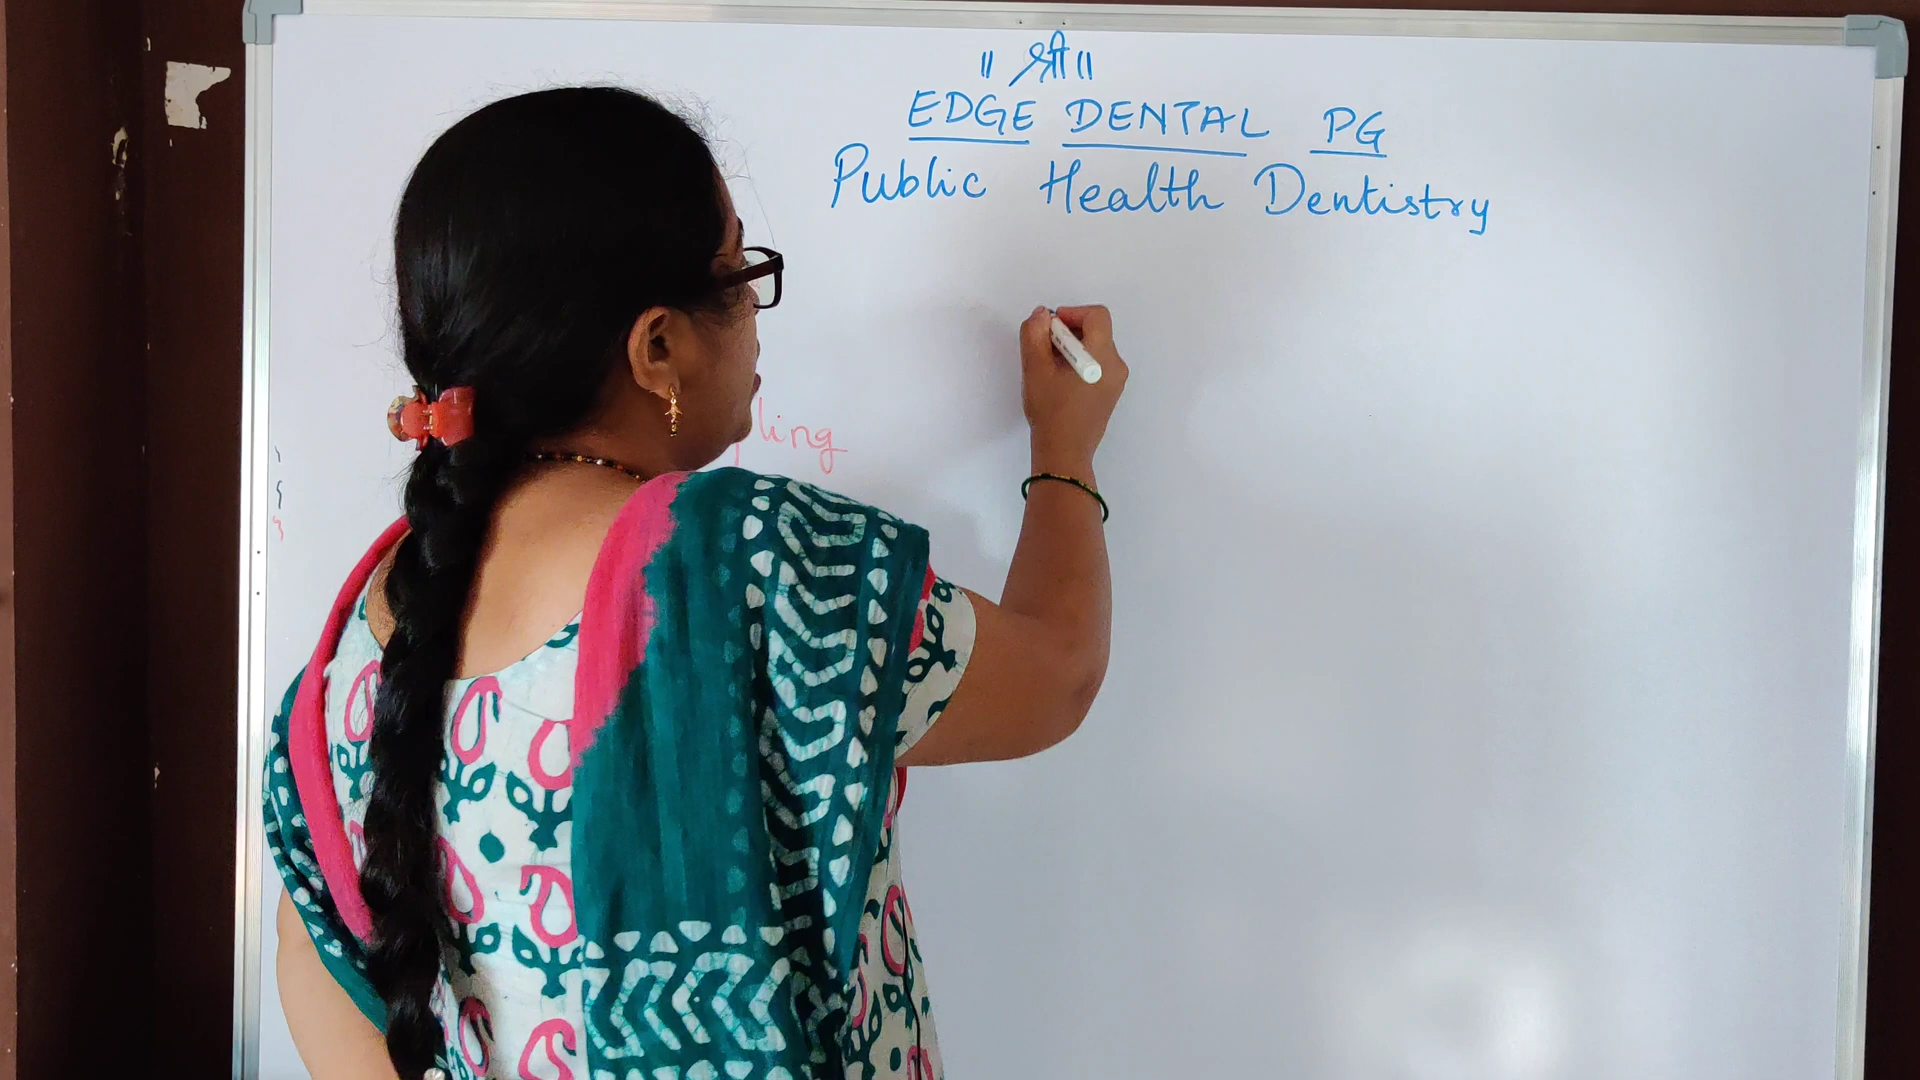 ॥ श्री ॥
EDGE DENTAL PG
Public Health Dentistry
ling